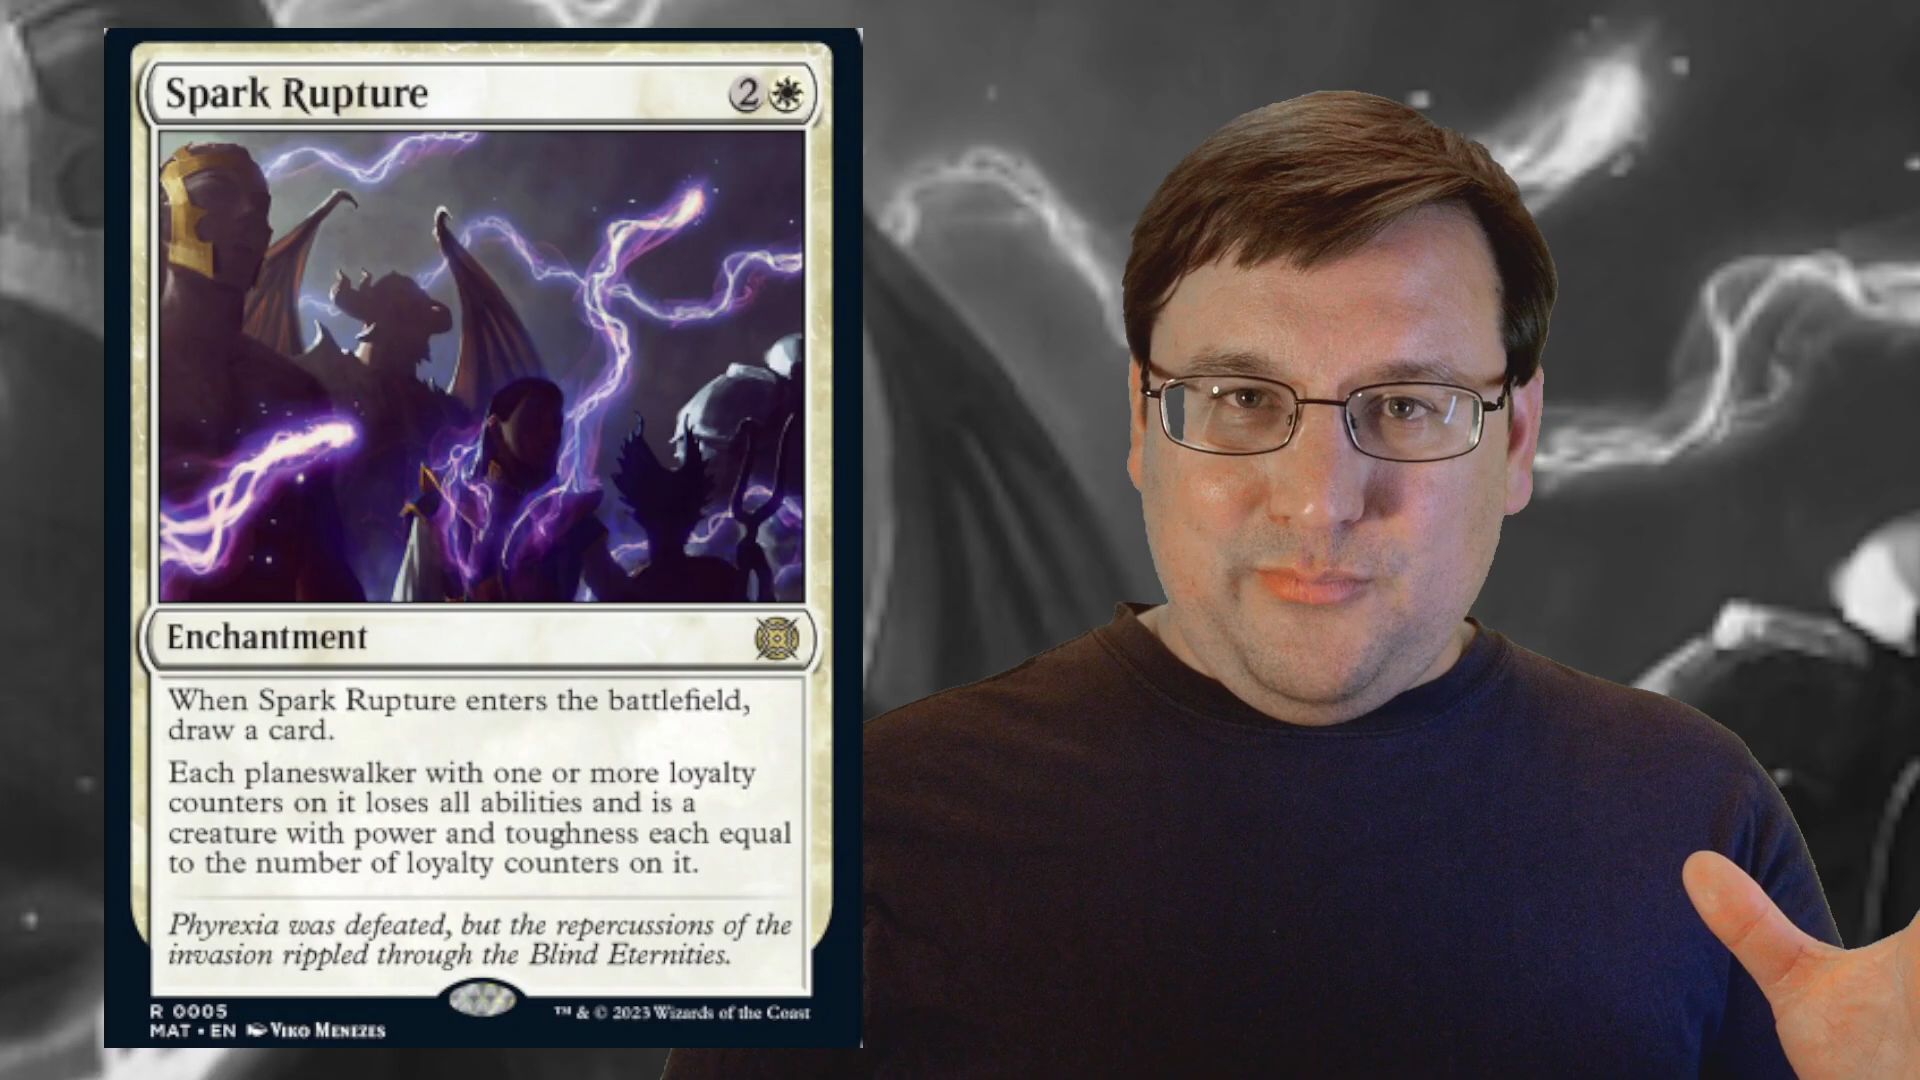 Spark Rupture 2
Enchantment
When Spark Rupture enters the battlefield,
draw a card.
Each planeswalker with one or more loyalty
counters on it loses all abilities and is a
creature with power and toughness each equal
to the number of loyalty counters on it.
Phyrexia was defeated, but the repercussions of the
invasion rippled through the Blind Eternities.
R 0005
MAT • EN Viko Menezes
™ & © 2023 Wizards of the Coast